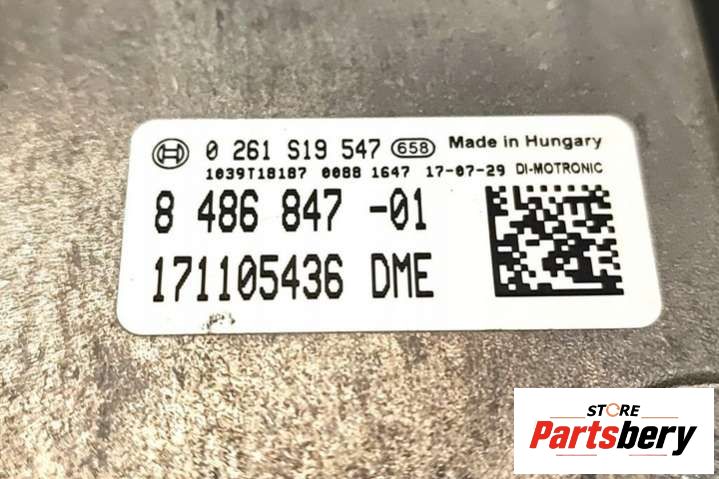 0 261 S19 547 658 Made in Hungary
1039T18187 0088 1647 17-07-29 DI-MOTRONIC
8 486 847 -01
171105436 DME
STORE
Partsbery